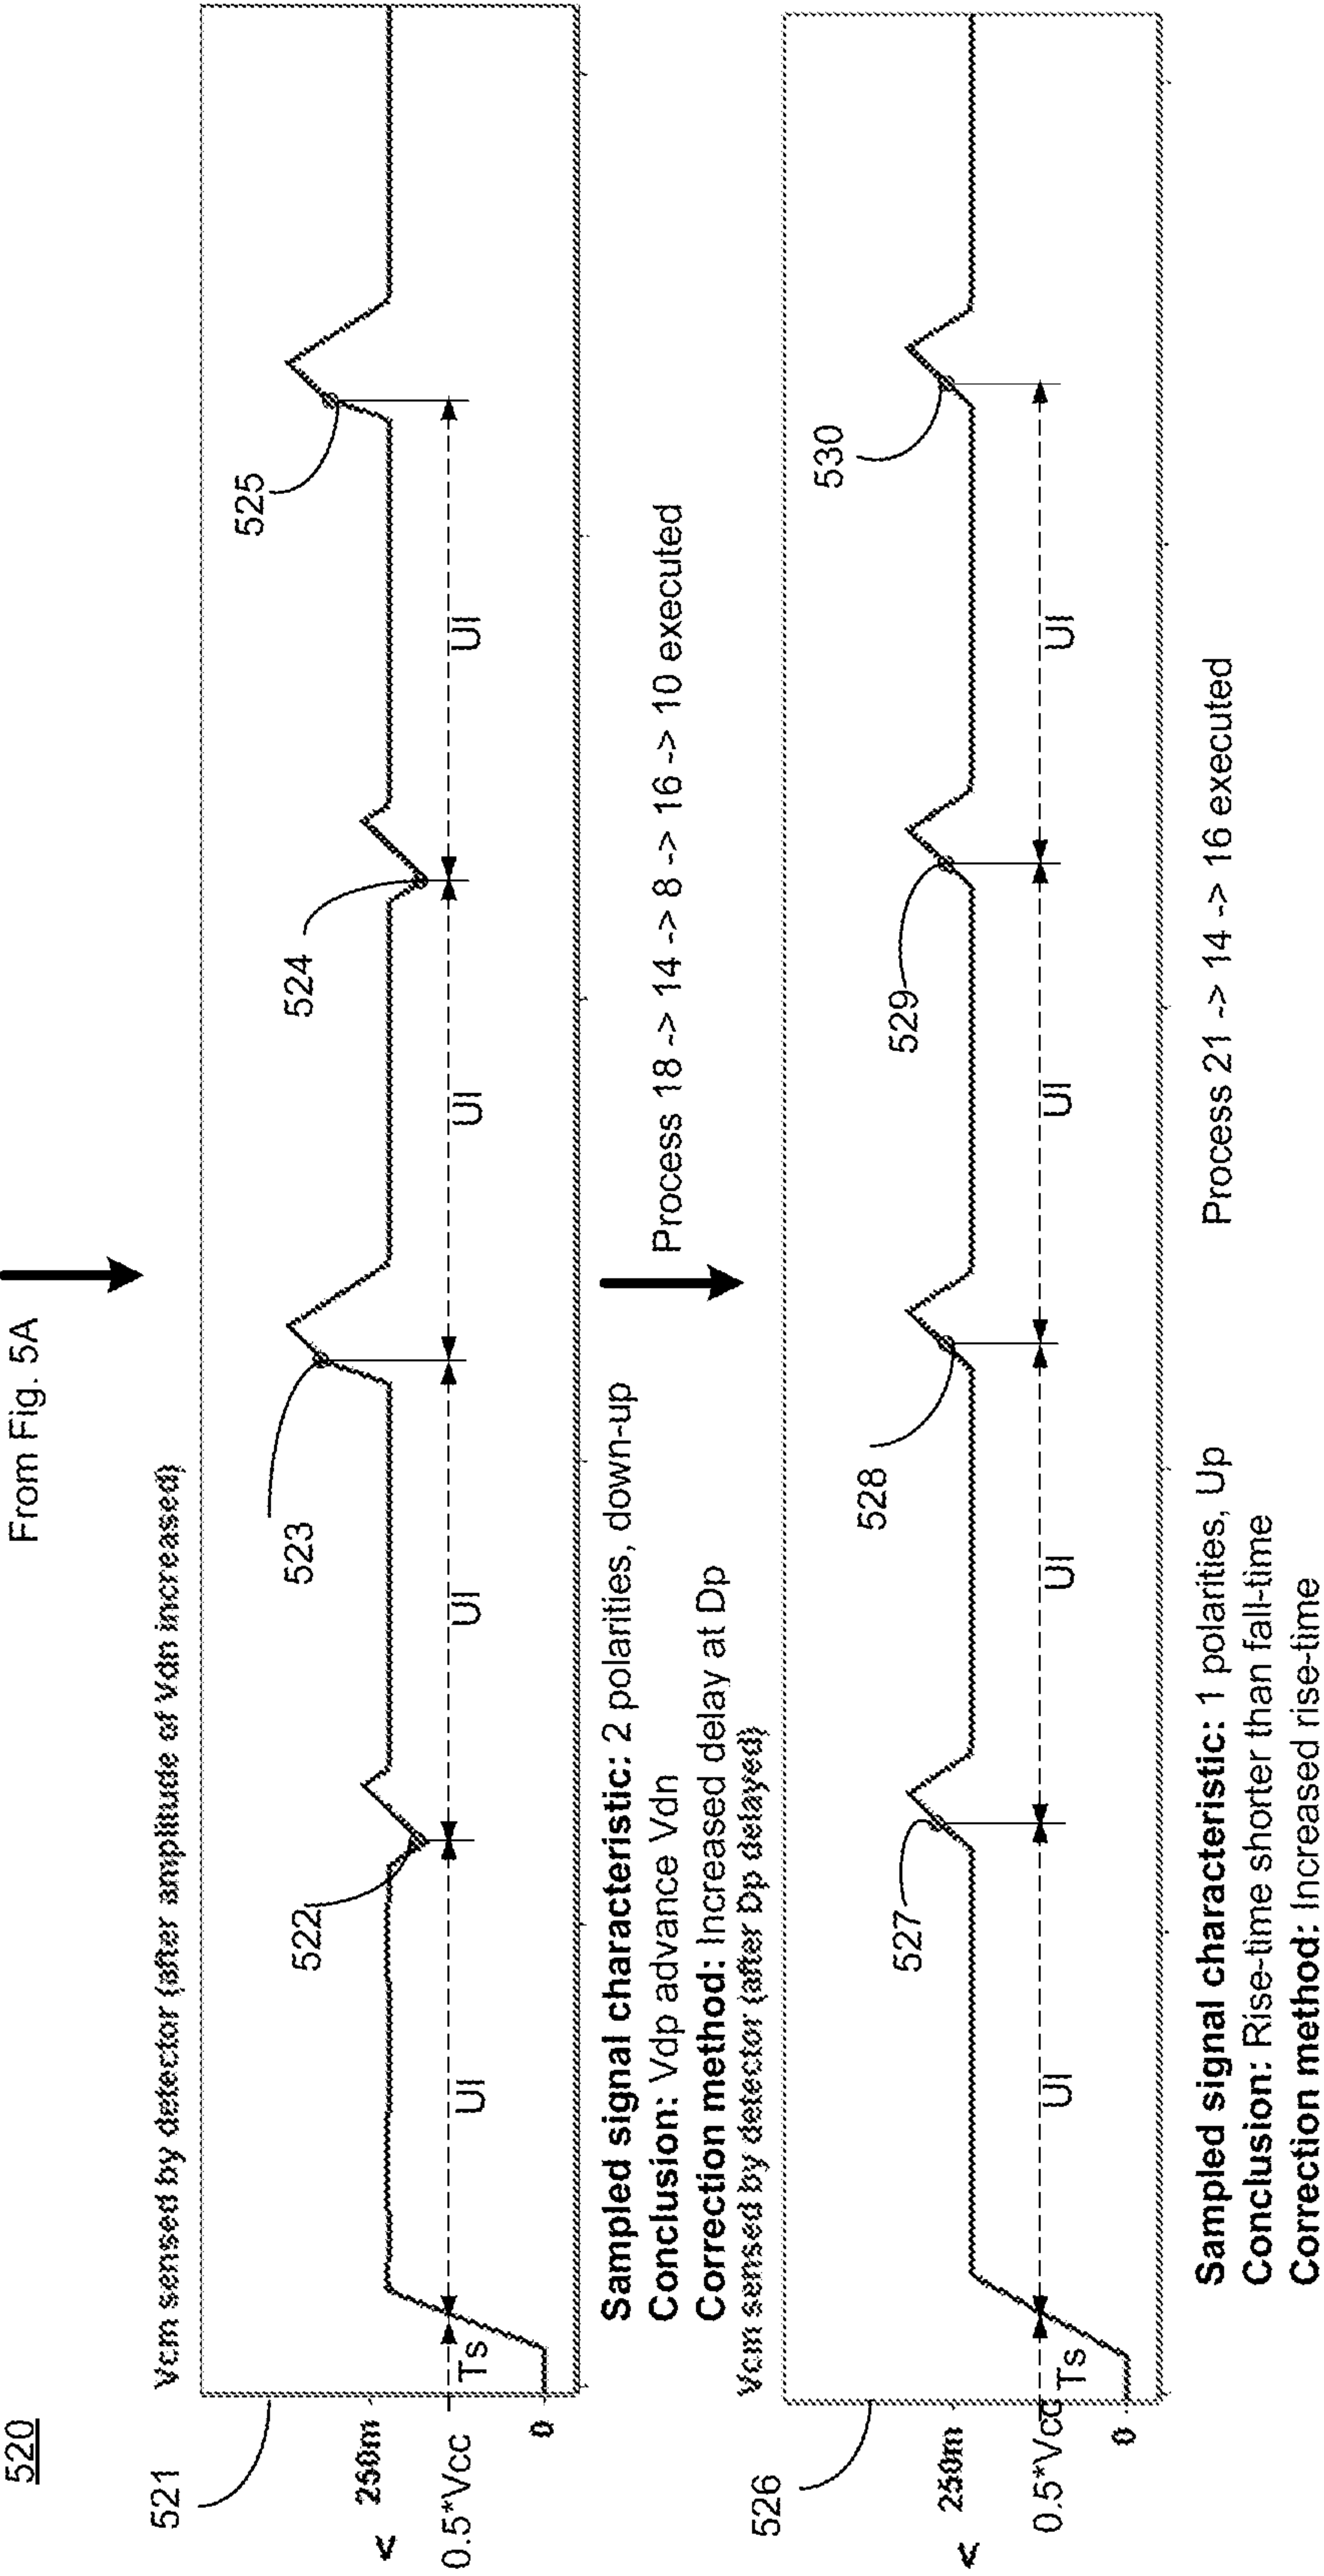 520
From Fig. 5A
Vcm sensed by detector (after amplitude of Vdn increased)
521
522
523
524
525
250m
V
0.5*Vcc
0
Ts
UI
UI
UI
UI
Sampled signal characteristic: 2 polarities, down-up
Conclusion: Vdp advance Vdn
Correction method: Increased delay at Dp
Process 18 -> 14 -> 8 -> 16 -> 10 executed
Vcm sensed by detector (after Dp delayed)
526
527
528
529
530
250m
V
0.5*Vcc
0
Ts
UI
UI
UI
UI
Sampled signal characteristic: 1 polarities, Up
Conclusion: Rise-time shorter than fall-time
Correction method: Increased rise-time
Process 21 -> 14 -> 16 executed